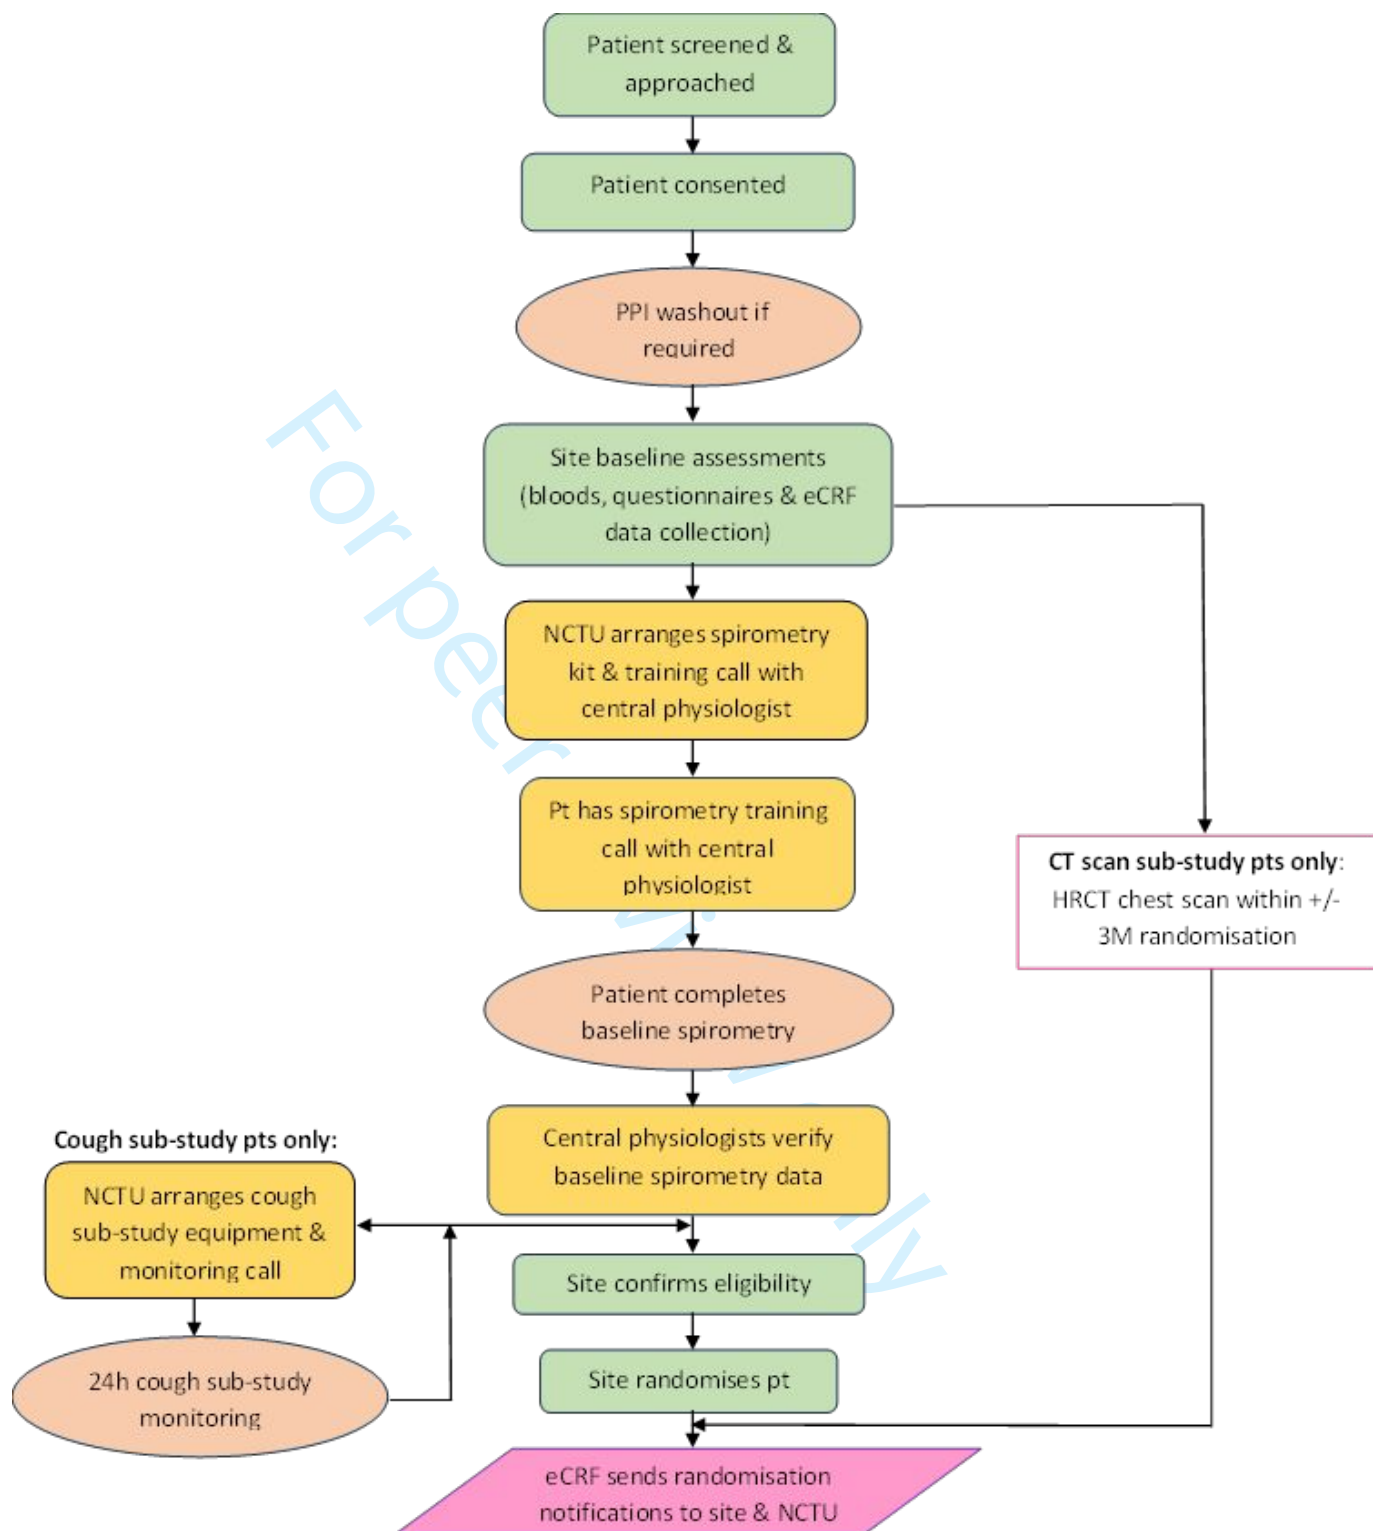 Patient screened &
approached
Patient consented
PPI washout if
required
Site baseline assessments
(bloods, questionnaires & eCRF
data collection)
NCTU arranges spirometry
kit & training call with
central physiologist
Pt has spirometry training
call with central
physiologist
CT scan sub-study pts only:
HRCT chest scan within +/-
3M randomisation
Patient completes
baseline spirometry
Central physiologists verify
baseline spirometry data
Cough sub-study pts only:
NCTU arranges cough
sub-study equipment &
monitoring call
24h cough sub-study
monitoring
Site confirms eligibility
Site randomises pt
eCRF sends randomisation
notifications to site & NCTU
For peer